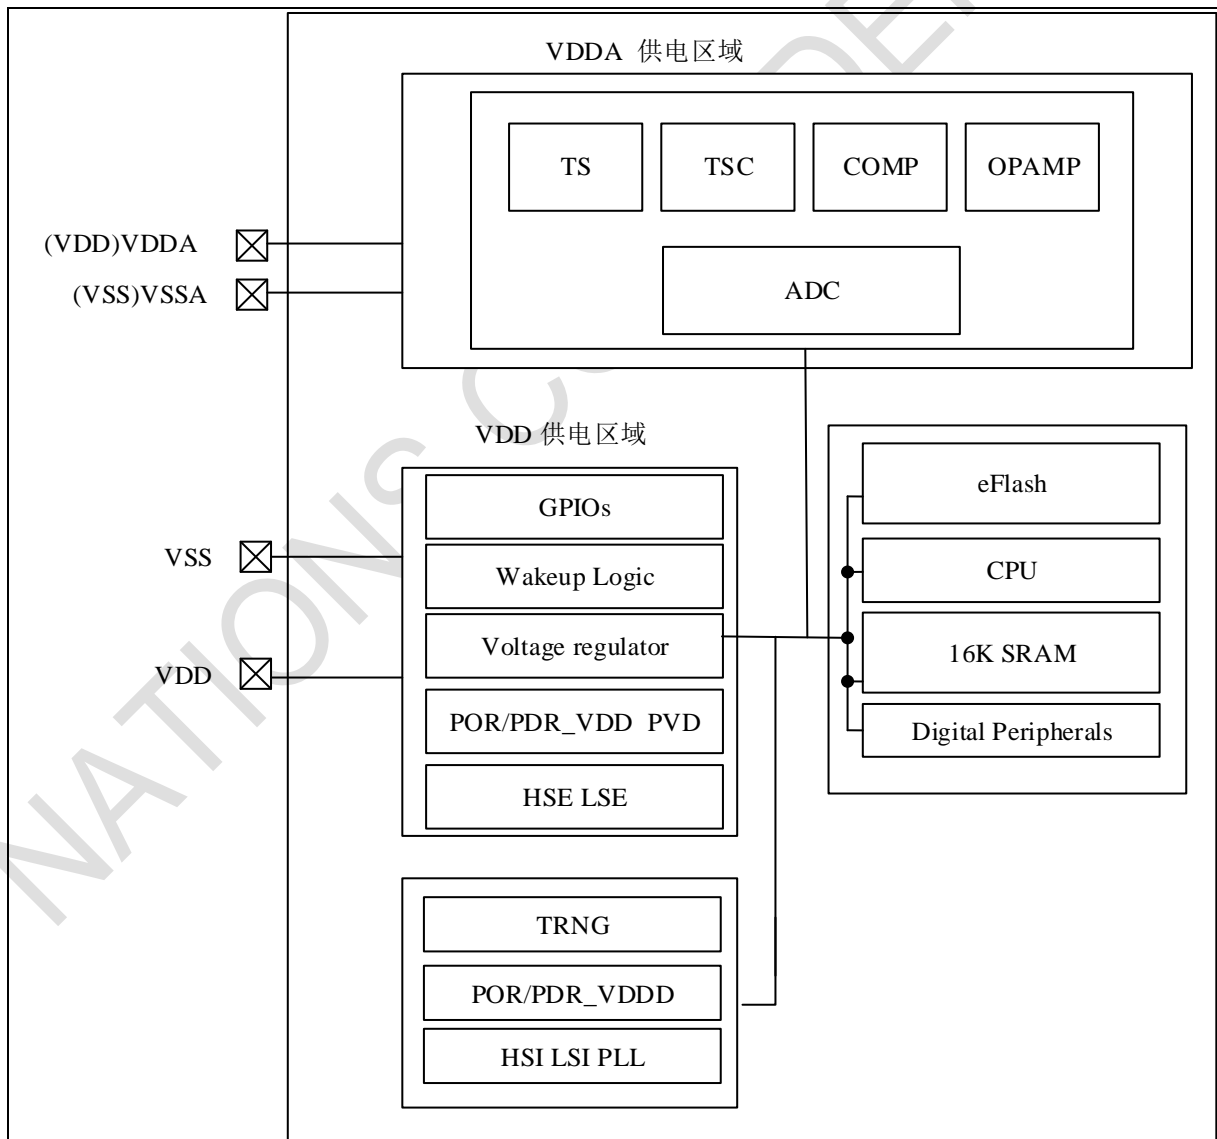 VDDA 供电区域
TS
TSC
COMP
OPAMP
(VDD)VDDA
(VSS)VSSA
ADC
VDD 供电区域
GPIOs
Wakeup Logic
Voltage regulator
POR/PDR_VDD PVD
HSE LSE
VSS
VDD
eFlash
CPU
16K SRAM
Digital Peripherals
TRNG
POR/PDR_VDDD
HSI LSI PLL
NATIONS